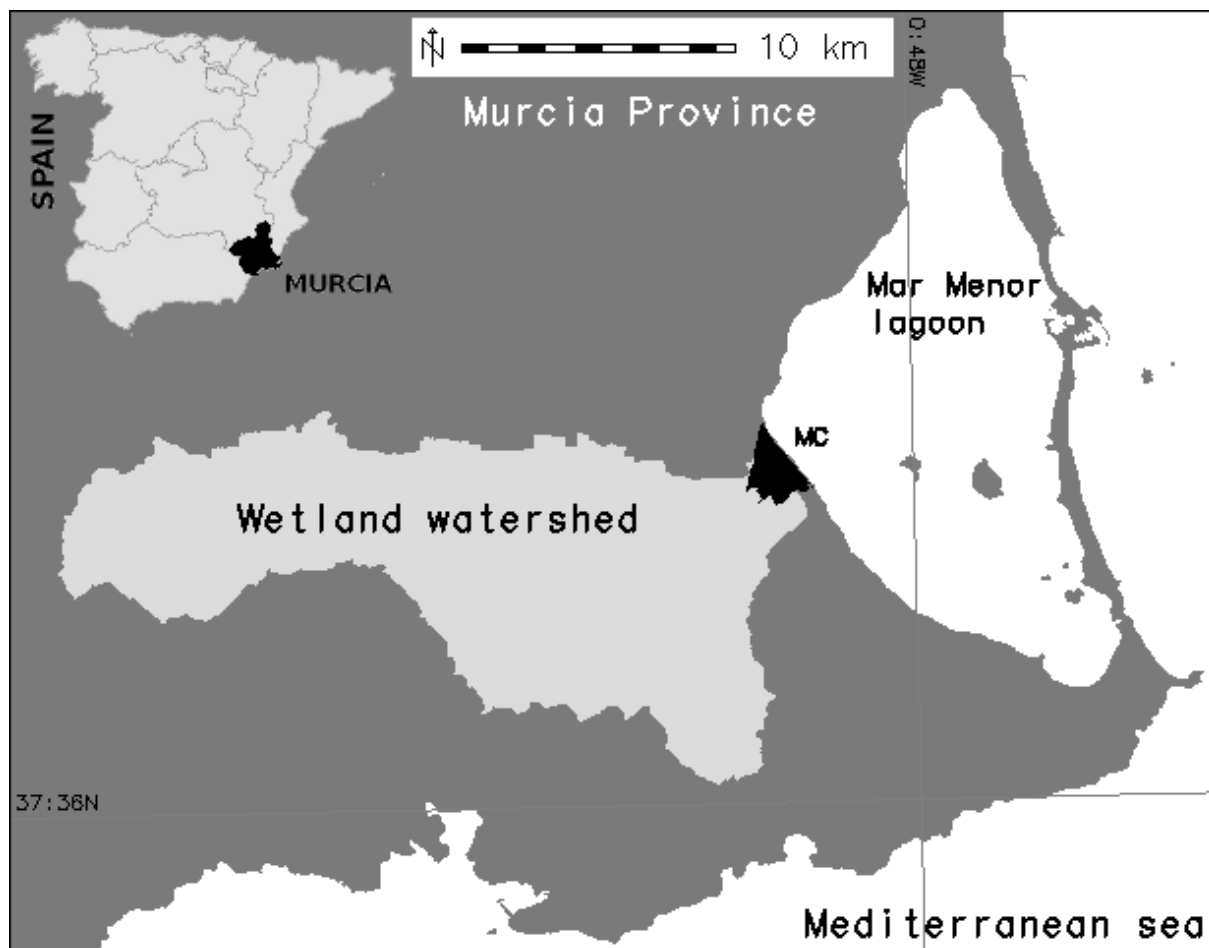 N
10 km
0:48W
Murcia Province
SPAIN
MURCIA
Mar Menor
lagoon
MC
Wetland watershed
37:36N
Mediterranean sea